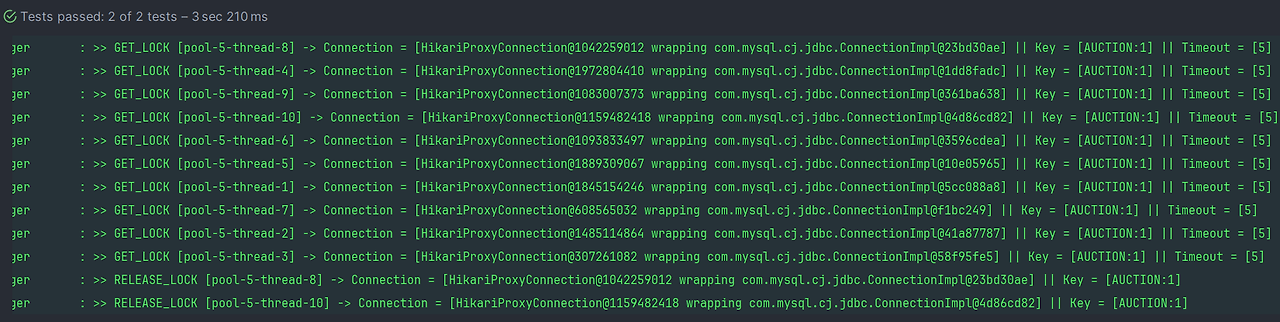 Tests passed: 2 of 2 tests – 3 sec 210 ms
ger : >> GET_LOCK [pool-5-thread-8] -> Connection = [HikariProxyConnection@1042259012 wrapping com.mysql.cj.jdbc.ConnectionImpl@23bd30ae] || Key = [AUCTION:1] || Timeout = [5]
ger : >> GET_LOCK [pool-5-thread-4] -> Connection = [HikariProxyConnection@1972804410 wrapping com.mysql.cj.jdbc.ConnectionImpl@1dd8fadc] || Key = [AUCTION:1] || Timeout = [5]
ger : >> GET_LOCK [pool-5-thread-9] -> Connection = [HikariProxyConnection@1083007373 wrapping com.mysql.cj.jdbc.ConnectionImpl@361ba638] || Key = [AUCTION:1] || Timeout = [5]
ger : >> GET_LOCK [pool-5-thread-10] -> Connection = [HikariProxyConnection@1159482418 wrapping com.mysql.cj.jdbc.ConnectionImpl@4d86cd82] || Key = [AUCTION:1] || Timeout = [5]
ger : >> GET_LOCK [pool-5-thread-6] -> Connection = [HikariProxyConnection@1093833497 wrapping com.mysql.cj.jdbc.ConnectionImpl@3596cdea] || Key = [AUCTION:1] || Timeout = [5]
ger : >> GET_LOCK [pool-5-thread-5] -> Connection = [HikariProxyConnection@1889309067 wrapping com.mysql.cj.jdbc.ConnectionImpl@10e05965] || Key = [AUCTION:1] || Timeout = [5]
ger : >> GET_LOCK [pool-5-thread-1] -> Connection = [HikariProxyConnection@1845154246 wrapping com.mysql.cj.jdbc.ConnectionImpl@5cc088a8] || Key = [AUCTION:1] || Timeout = [5]
ger : >> GET_LOCK [pool-5-thread-7] -> Connection = [HikariProxyConnection@608565032 wrapping com.mysql.cj.jdbc.ConnectionImpl@f1bc249] || Key = [AUCTION:1] || Timeout = [5]
ger : >> GET_LOCK [pool-5-thread-2] -> Connection = [HikariProxyConnection@1485114864 wrapping com.mysql.cj.jdbc.ConnectionImpl@41a87787] || Key = [AUCTION:1] || Timeout = [5]
ger : >> GET_LOCK [pool-5-thread-3] -> Connection = [HikariProxyConnection@307261082 wrapping com.mysql.cj.jdbc.ConnectionImpl@58f95fe5] || Key = [AUCTION:1] || Timeout = [5]
ger : >> RELEASE_LOCK [pool-5-thread-8] -> Connection = [HikariProxyConnection@1042259012 wrapping com.mysql.cj.jdbc.ConnectionImpl@23bd30ae] || Key = [AUCTION:1]
ger : >> RELEASE_LOCK [pool-5-thread-10] -> Connection = [HikariProxyConnection@1159482418 wrapping com.mysql.cj.jdbc.ConnectionImpl@4d86cd82] || Key = [AUCTION:1]